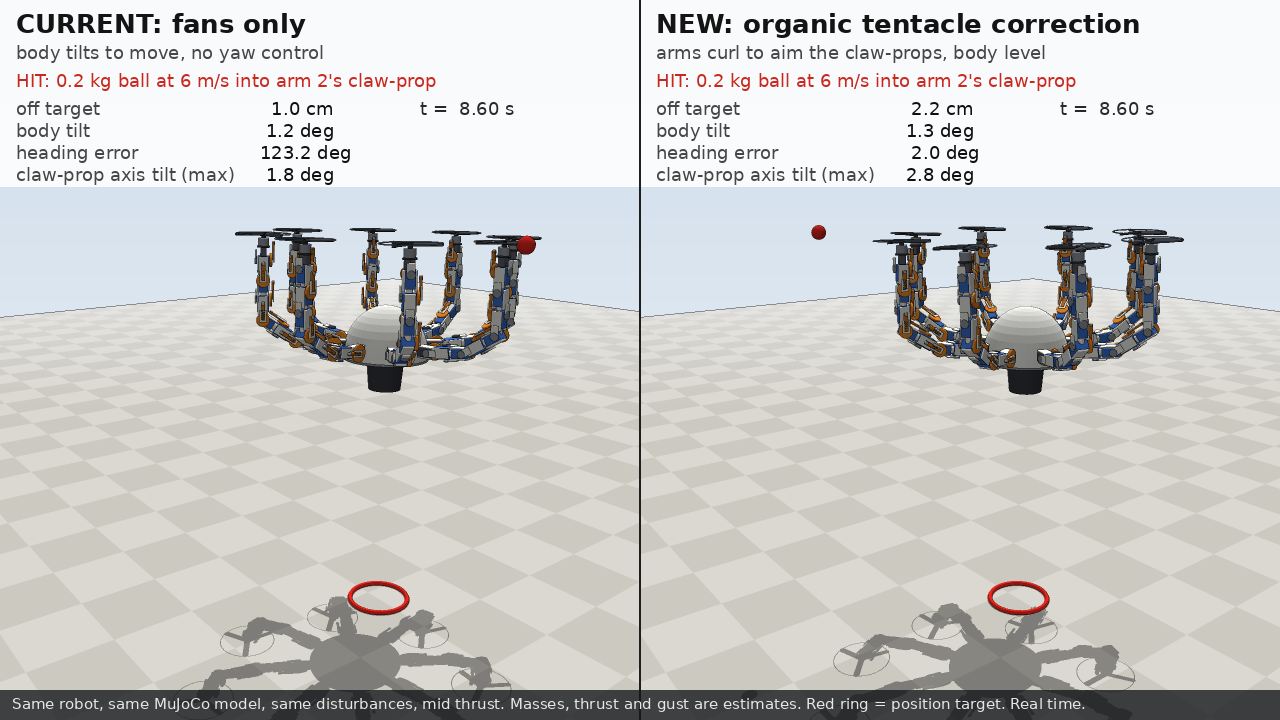 CURRENT: fans only
body tilts to move, no yaw control
HIT: 0.2 kg ball at 6 m/s into arm 2's claw-prop
off target 1.0 cm t = 8.60 s
body tilt 1.2 deg
heading error 123.2 deg
claw-prop axis tilt (max) 1.8 deg
NEW: organic tentacle correction
arms curl to aim the claw-props, body level
HIT: 0.2 kg ball at 6 m/s into arm 2's claw-prop
off target 2.2 cm t = 8.60 s
body tilt 1.3 deg
heading error 2.0 deg
claw-prop axis tilt (max) 2.8 deg
Same robot, same MuJoCo model, same disturbances, mid thrust. Masses, thrust and gust are estimates. Red ring = position target. Real time.